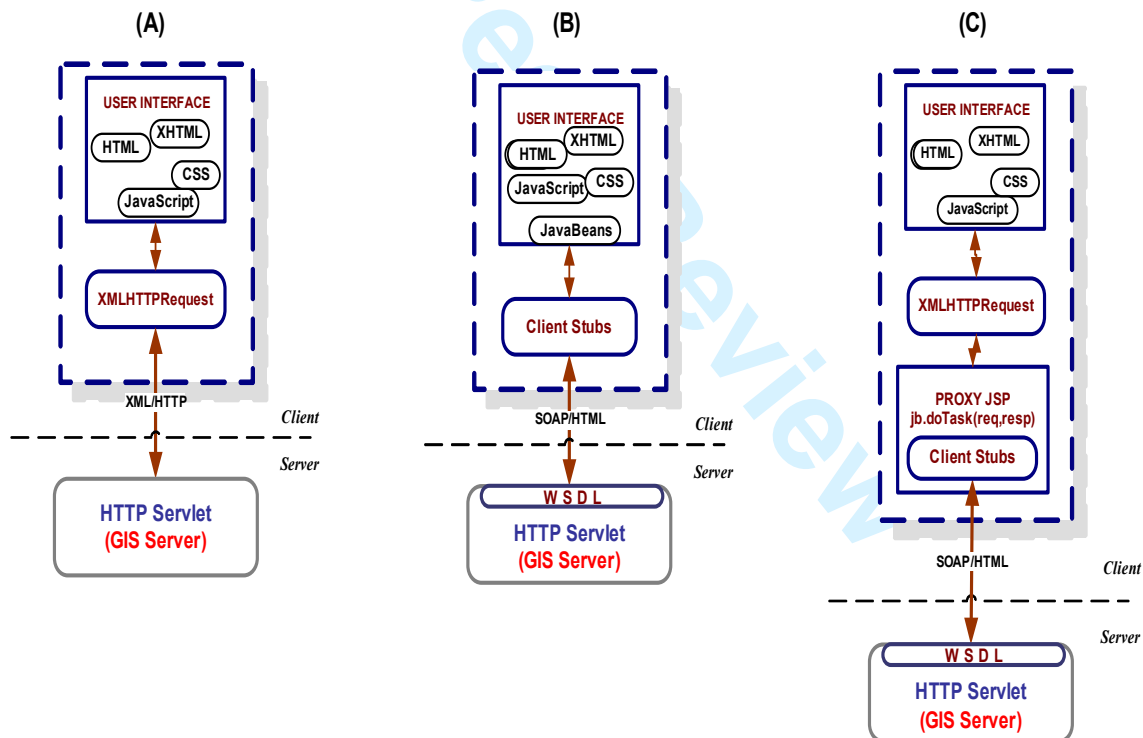 (A)
USER INTERFACE
XHTML
HTML
CSS
JavaScript
XMLHTTPRequest
XML/HTTP
Client
Server
HTTP Servlet
(GIS Server)
(B)
USER INTERFACE
XHTML
HTML
CSS
JavaScript
JavaBeans
Client Stubs
SOAP/HTML
Client
Server
W S D L
HTTP Servlet
(GIS Server)
(C)
USER INTERFACE
XHTML
HTML
CSS
JavaScript
XMLHTTPRequest
PROXY JSP
jb.doTask(req,resp)
Client Stubs
SOAP/HTML
Client
Server
W S D L
HTTP Servlet
(GIS Server)
Review